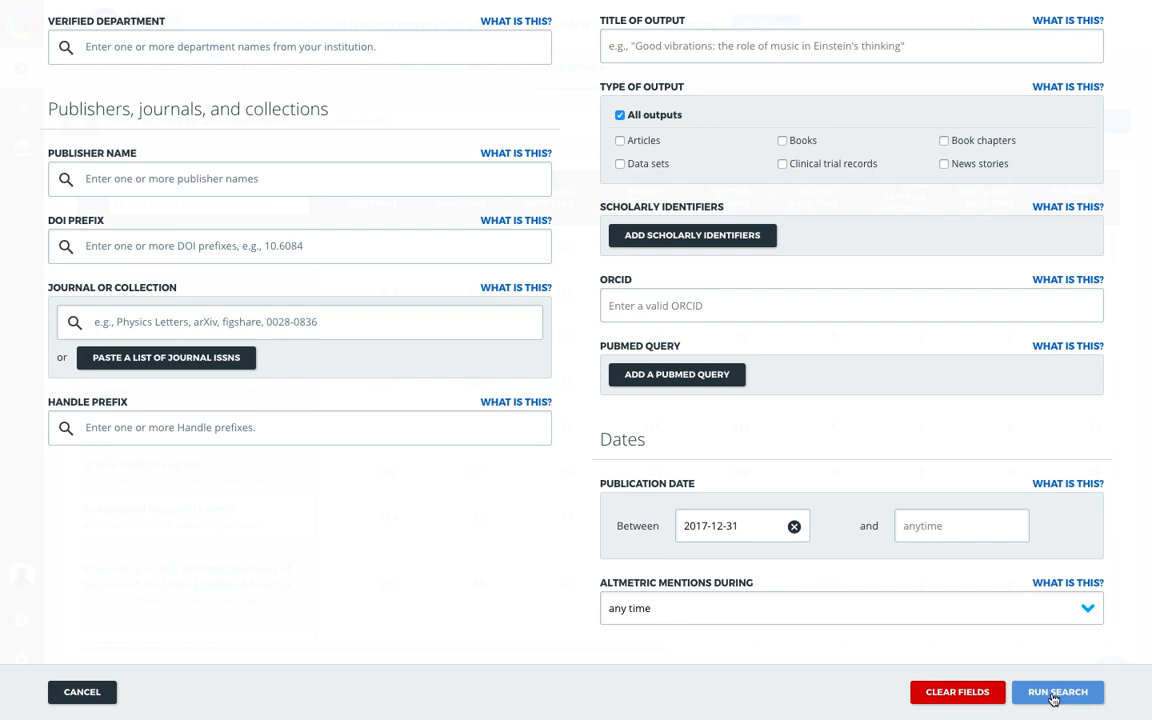 VERIFIED DEPARTMENT WHAT IS THIS?
Enter one or more department names from your institution.
Publishers, journals, and collections
PUBLISHER NAME WHAT IS THIS?
Enter one or more publisher names
DOI PREFIX WHAT IS THIS?
Enter one or more DOI prefixes, e.g., 10.6084
JOURNAL OR COLLECTION WHAT IS THIS?
e.g., Physics Letters, arXiv, figshare, 0028-0836
or PASTE A LIST OF JOURNAL ISSNS
HANDLE PREFIX WHAT IS THIS?
Enter one or more Handle prefixes.
TITLE OF OUTPUT WHAT IS THIS?
e.g., "Good vibrations: the role of music in Einstein's thinking"
TYPE OF OUTPUT WHAT IS THIS?
All outputs
Articles Books Book chapters
Data sets Clinical trial records News stories
SCHOLARLY IDENTIFIERS WHAT IS THIS?
ADD SCHOLARLY IDENTIFIERS
ORCID WHAT IS THIS?
Enter a valid ORCID
PUBMED QUERY WHAT IS THIS?
ADD A PUBMED QUERY
Dates
PUBLICATION DATE WHAT IS THIS?
Between 2017-12-31 and anytime
ALTMETRIC MENTIONS DURING WHAT IS THIS?
any time
CANCEL CLEAR FIELDS RUN SEARCH